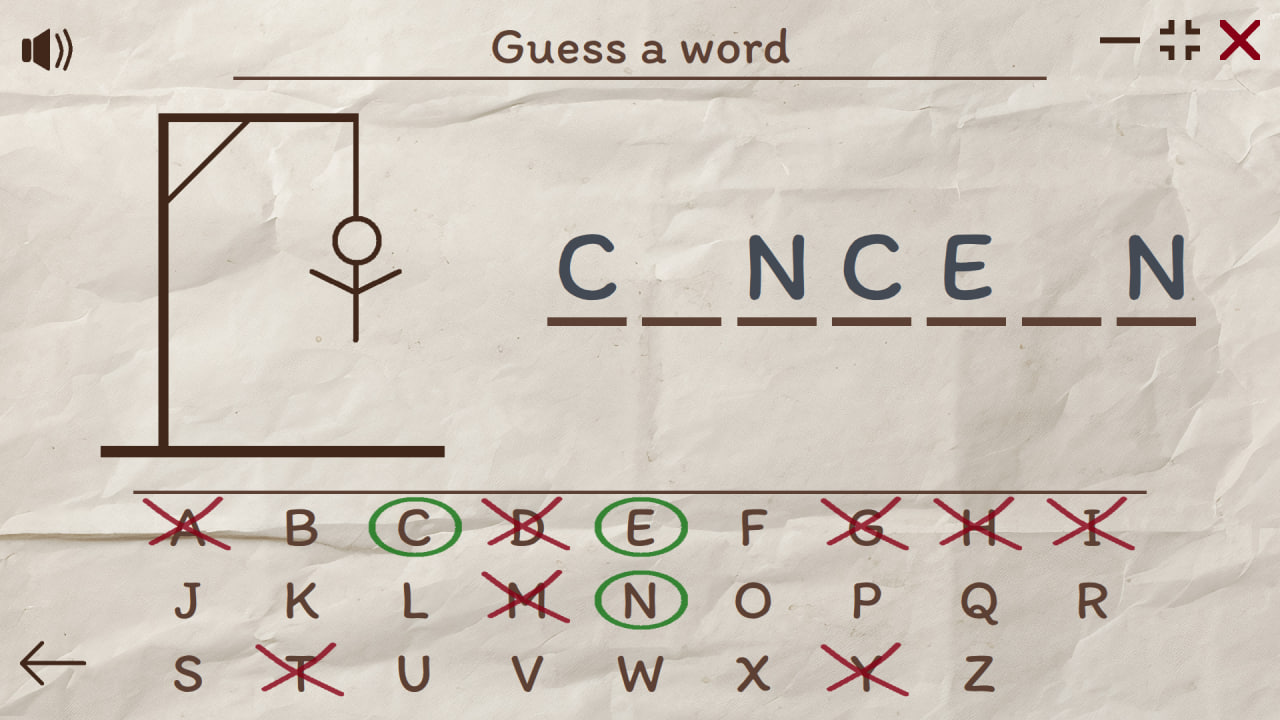 Guess a word
C _ N C E _ N
A B C D E F G H I
J K L M N O P Q R
S T U V W X Y Z